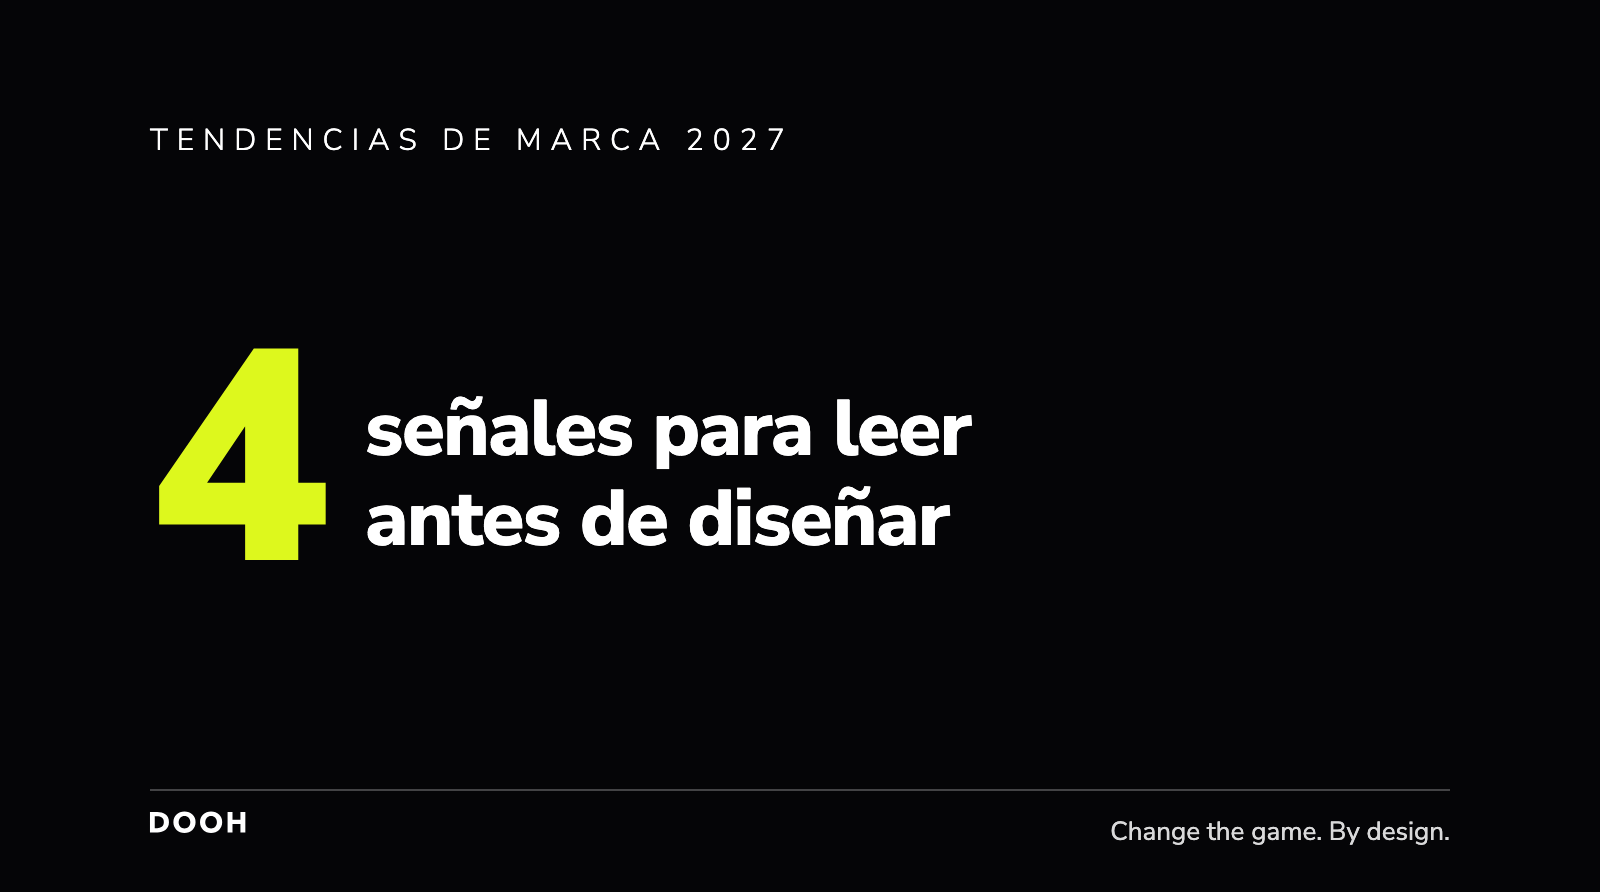 TENDENCIAS DE MARCA 2027
4
señales para leer
antes de diseñar
DOOH
Change the game. By design.